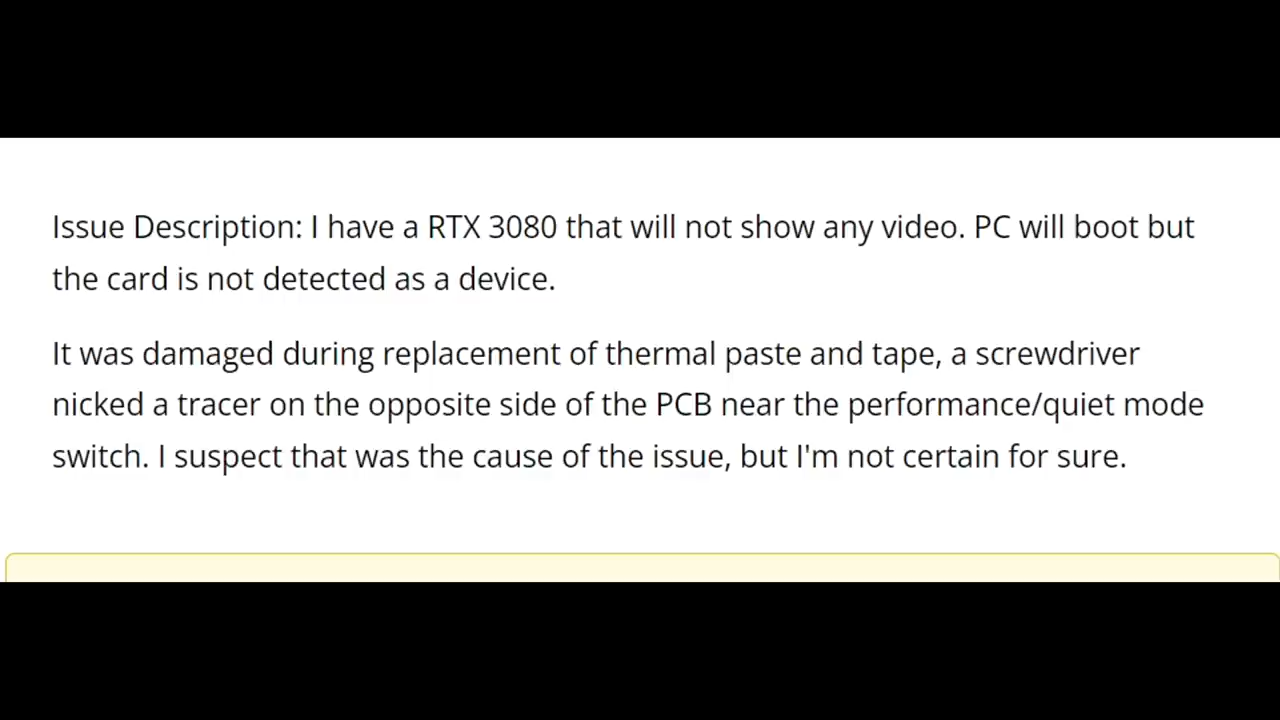 Issue Description: I have a RTX 3080 that will not show any video. PC will boot but
the card is not detected as a device.
It was damaged during replacement of thermal paste and tape, a screwdriver
nicked a tracer on the opposite side of the PCB near the performance/quiet mode
switch. I suspect that was the cause of the issue, but I'm not certain for sure.